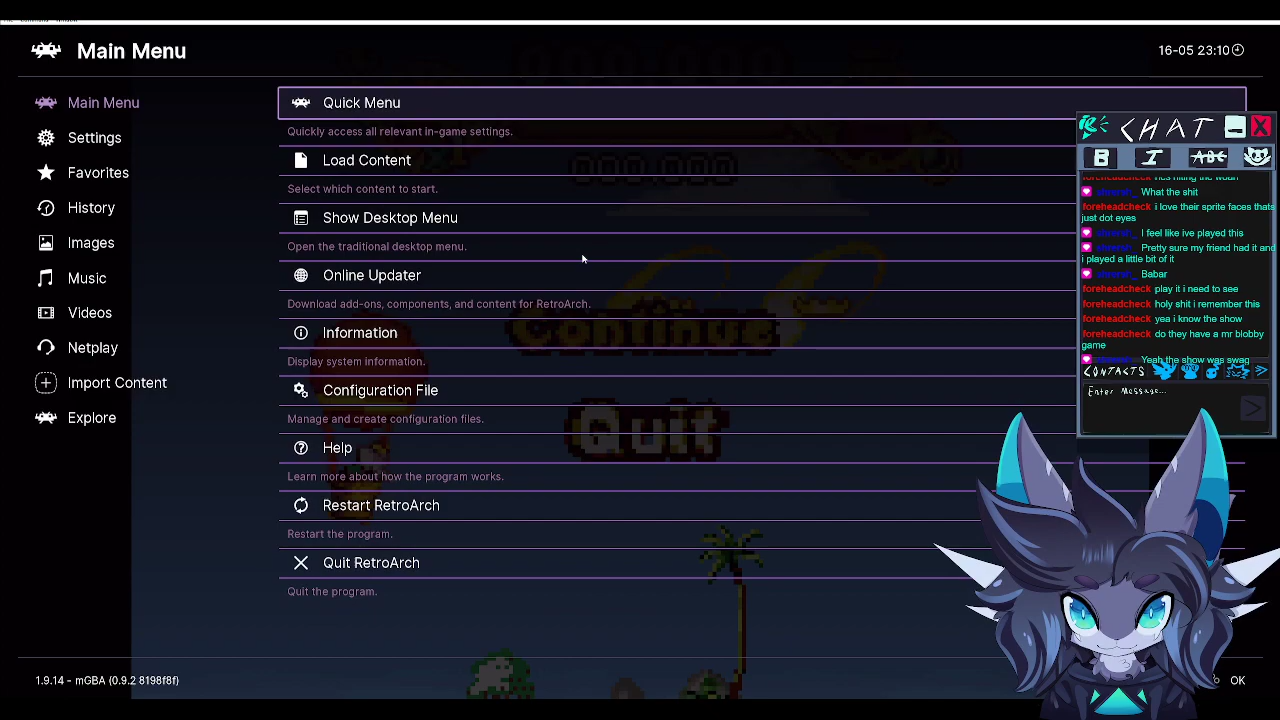 Main Menu
16-05 23:10
Main Menu
Settings
Favorites
History
Images
Music
Videos
Netplay
Import Content
Explore
Quick Menu
Quickly access all relevant in-game settings.
Load Content
Select which content to start.
Show Desktop Menu
Open the traditional desktop menu.
Online Updater
Download add-ons, components, and content for RetroArch.
Information
Display system information.
Configuration File
Manage and create configuration files.
Help
Learn more about how the program works.
Restart RetroArch
Restart the program.
Quit RetroArch
Quit the program.
000.000
Continue
Quit
CHAT
B I ABC
What the shit
foreheadcheck i love their sprite faces thats
just dot eyes
I feel like ive played this
Pretty sure my friend had it and
i played a little bit of it
Babar
foreheadcheck play it i need to see
foreheadcheck holy shit i remember this
foreheadcheck yea i know the show
foreheadcheck do they have a mr blobby
game
Yeah the show was swag
CONTACTS
Enter Message...
1.9.14 - mGBA (0.9.2 8198f8f)
OK